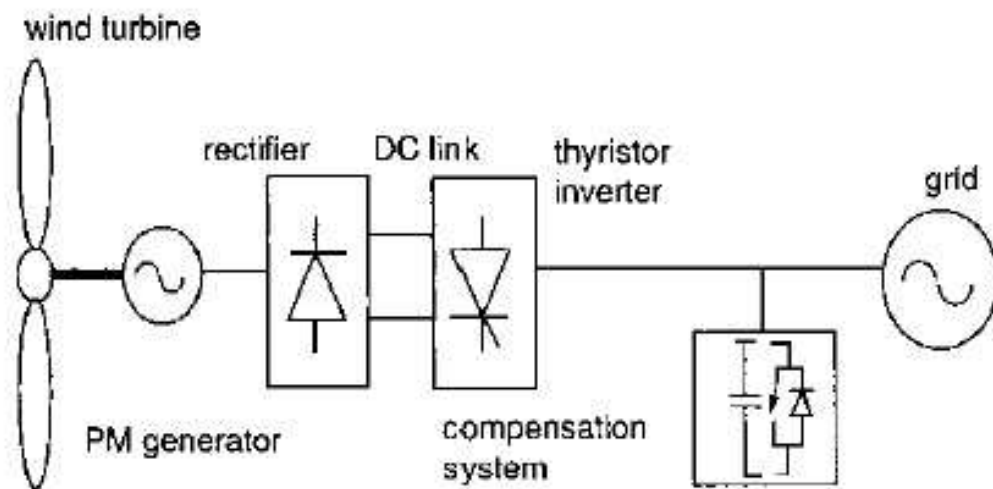 wind turbine
rectifier
DC link
thyristor
inverter
grid
PM generator
compensation
system